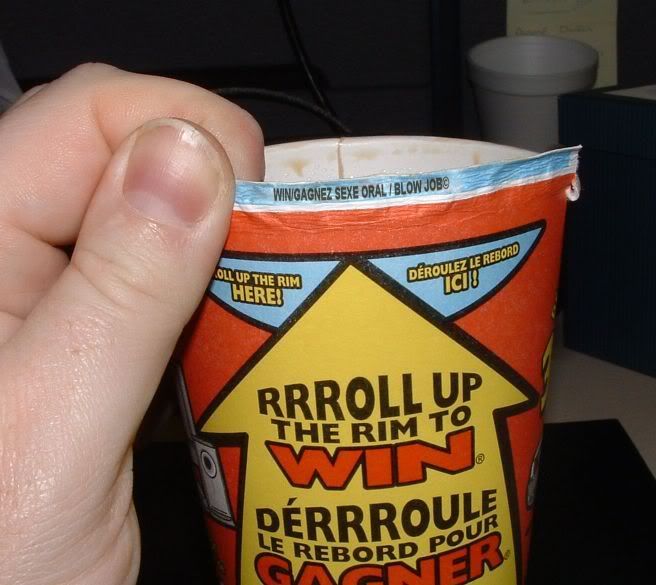 WIN/GAGNEZ SEXE ORAL / BLOW JOB©
OLL UP THE RIM
HERE!
DÉROULEZ LE REBORD
ICI !
RRROLL UP
THE RIM TO
WIN®
DÉRRROULE
LE REBORD POUR
GAGNER